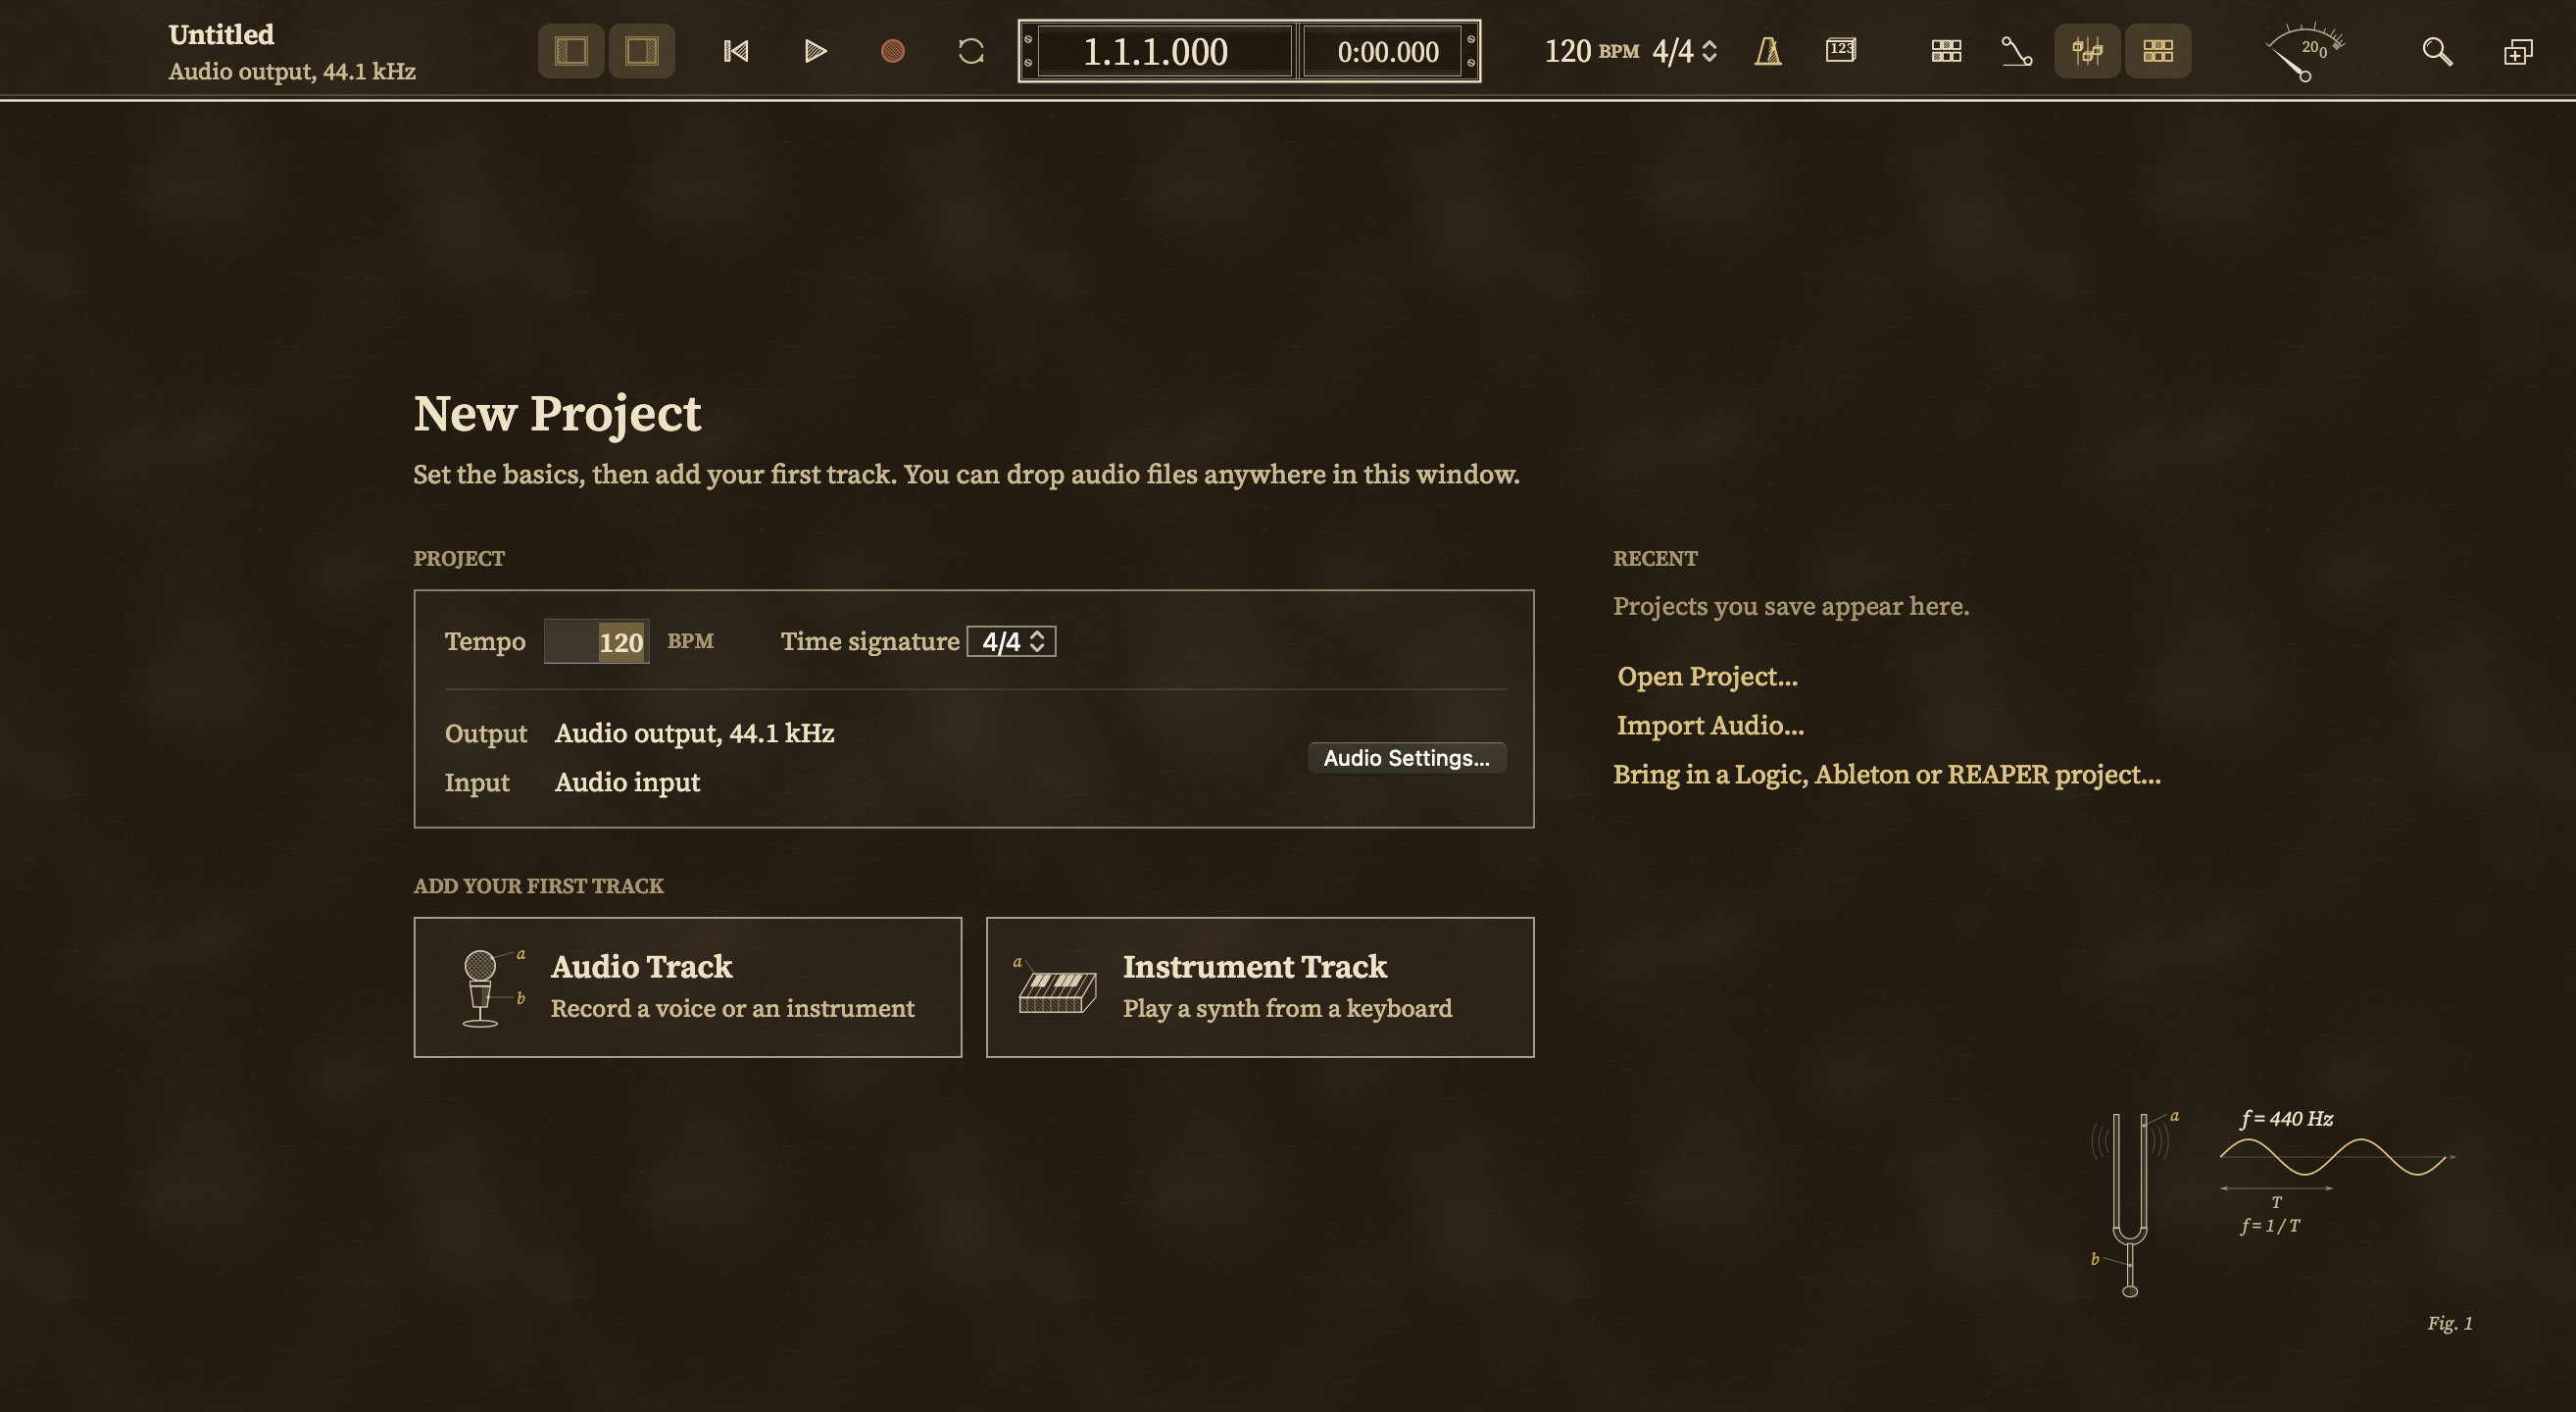 Untitled
Audio output, 44.1 kHz
1.1.1.000
0:00.000
120 BPM 4/4
123
20 0
New Project
Set the basics, then add your first track. You can drop audio files anywhere in this window.
PROJECT
Tempo 120 BPM Time signature 4/4
Output Audio output, 44.1 kHz
Input Audio input
Audio Settings...
RECENT
Projects you save appear here.
Open Project...
Import Audio...
Bring in a Logic, Ableton or REAPER project...
ADD YOUR FIRST TRACK
a
b
Audio Track
Record a voice or an instrument
a
Instrument Track
Play a synth from a keyboard
a
f = 440 Hz
T
f = 1 / T
b
Fig. 1